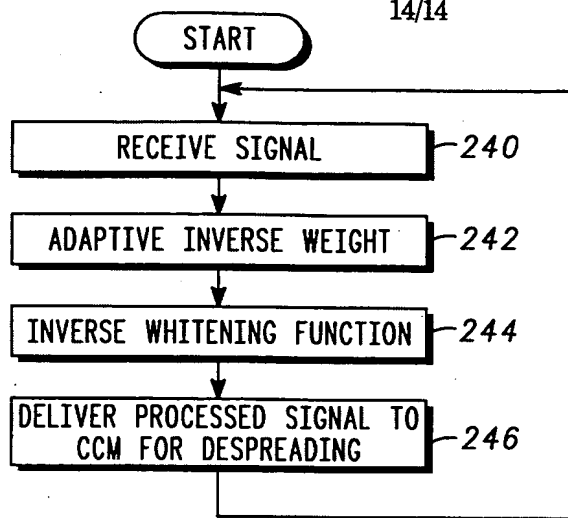 14/14
START
RECEIVE SIGNAL
240
ADAPTIVE INVERSE WEIGHT
242
INVERSE WHITENING FUNCTION
244
DELIVER PROCESSED SIGNAL TO
CCM FOR DESPREADING
246